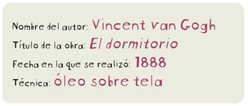 Nombre del autor: Vincent van Gogh
Título de la obra: El dormitorio
Fecha en la que se realizó: 1888
Técnica: óleo sobre tela